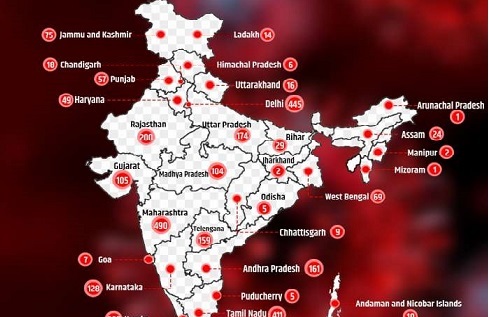 75 Jammu and Kashmir
Ladakh 14
10 Chandigarh
Himachal Pradesh 6
57 Punjab
Uttarakhand 16
49 Haryana
Delhi 445
Arunachal Pradesh
1
Rajasthan
200
Uttar Pradesh
174
Bihar
29
Assam 24
Manipur 2
Mizoram 1
Gujarat
105
Madhya Pradesh 104
Jharkhand
2
West Bengal 69
Odisha
5
Maharashtra
490
Telengana
159
Chhattisgarh 9
7 Goa
128 Karnataka
Andhra Pradesh 161
Puducherry 5
Andaman and Nicobar Islands
10
Tamil Nadu 411